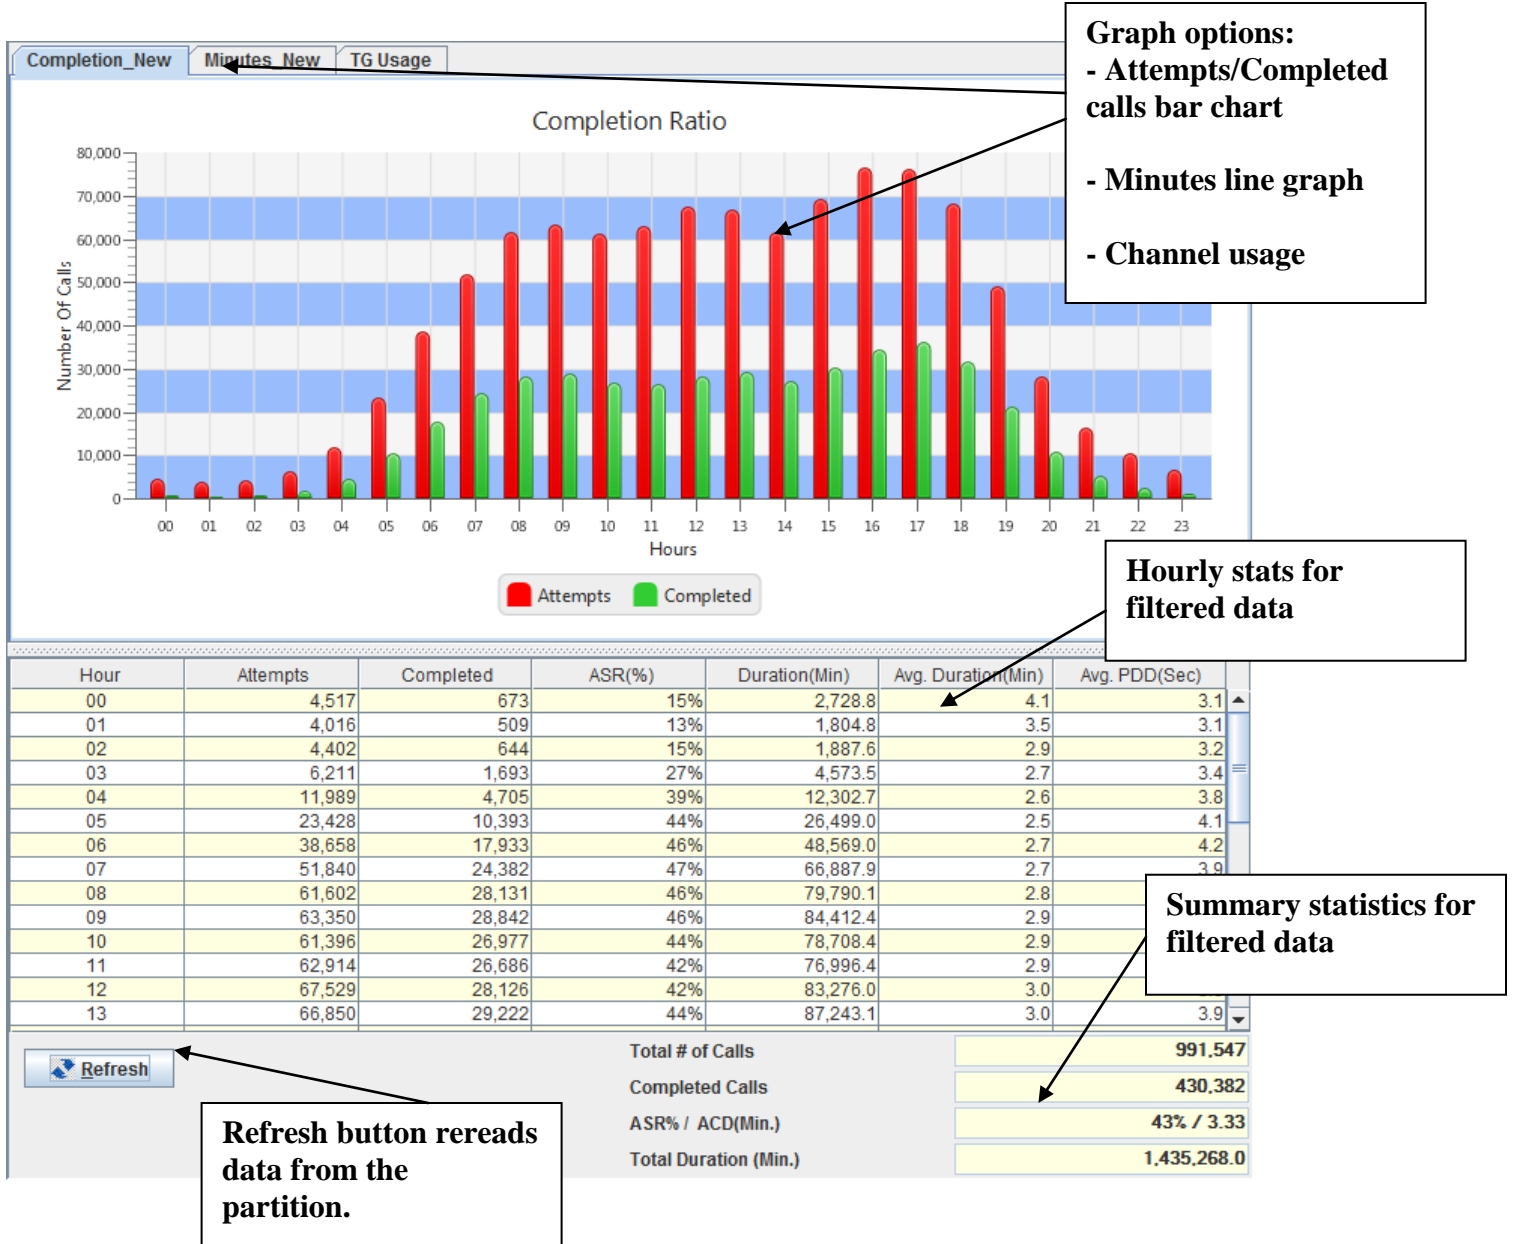 Graph options:
- Attempts/Completed
calls bar chart
- Minutes line graph
- Channel usage
Completion_New Minutes_New TG Usage
Completion Ratio
Number Of Calls
80,000
70,000
60,000
50,000
40,000
30,000
20,000
10,000
0
00 01 02 03 04 05 06 07 08 09 10 11 12 13 14 15 16 17 18 19 20 21 22 23
Hours
Attempts Completed
Hourly stats for
filtered data
Hour Attempts Completed ASR(%) Duration(Min) Avg. Duration(Min) Avg. PDD(Sec)
00 4,517 673 15% 2,728.8 4.1 3.1
01 4,016 509 13% 1,804.8 3.5 3.1
02 4,402 644 15% 1,887.6 2.9 3.2
03 6,211 1,693 27% 4,573.5 2.7 3.4
04 11,989 4,705 39% 12,302.7 2.6 3.8
05 23,428 10,393 44% 26,499.0 2.5 4.1
06 38,658 17,933 46% 48,569.0 2.7 4.2
07 51,840 24,382 47% 66,887.9 2.7 3.9
08 61,602 28,131 46% 79,790.1 2.8
09 63,350 28,842 46% 84,412.4 2.9
10 61,396 26,977 44% 78,708.4 2.9
11 62,914 26,686 42% 76,996.4 2.9
12 67,529 28,126 42% 83,276.0 3.0
13 66,850 29,222 44% 87,243.1 3.0 3.9
Summary statistics for
filtered data
Refresh
Total # of Calls 991,547
Completed Calls 430,382
ASR% / ACD(Min.) 43% / 3.33
Total Duration (Min.) 1,435,268.0
Refresh button rereads
data from the
partition.